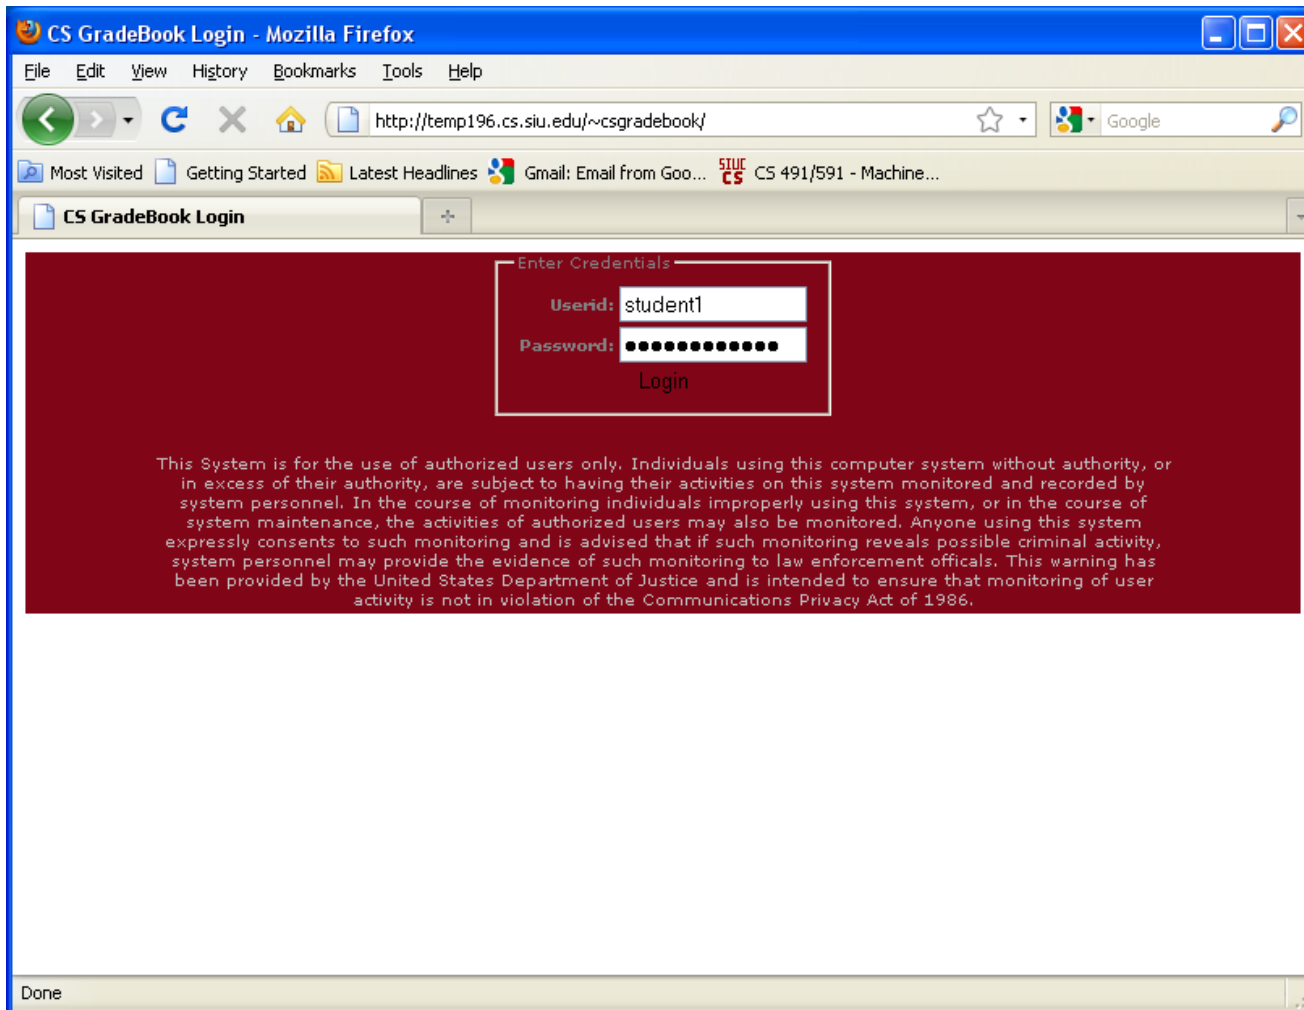 CS GradeBook Login - Mozilla Firefox
File Edit View History Bookmarks Tools Help
http://temp196.cs.siu.edu/~csgradebook/ Google
Most Visited Getting Started Latest Headlines Gmail: Email from Goo... SIUC CS CS 491/591 - Machine...
CS GradeBook Login
Enter Credentials
Userid: student1
Password: ••••••••••••
Login
This System is for the use of authorized users only. Individuals using this computer system without authority, or
in excess of their authority, are subject to having their activities on this system monitored and recorded by
system personnel. In the course of monitoring individuals improperly using this system, or in the course of
system maintenance, the activities of authorized users may also be monitored. Anyone using this system
expressly consents to such monitoring and is advised that if such monitoring reveals possible criminal activity,
system personnel may provide the evidence of such monitoring to law enforcement officals. This warning has
been provided by the United States Department of Justice and is intended to ensure that monitoring of user
activity is not in violation of the Communications Privacy Act of 1986.
Done